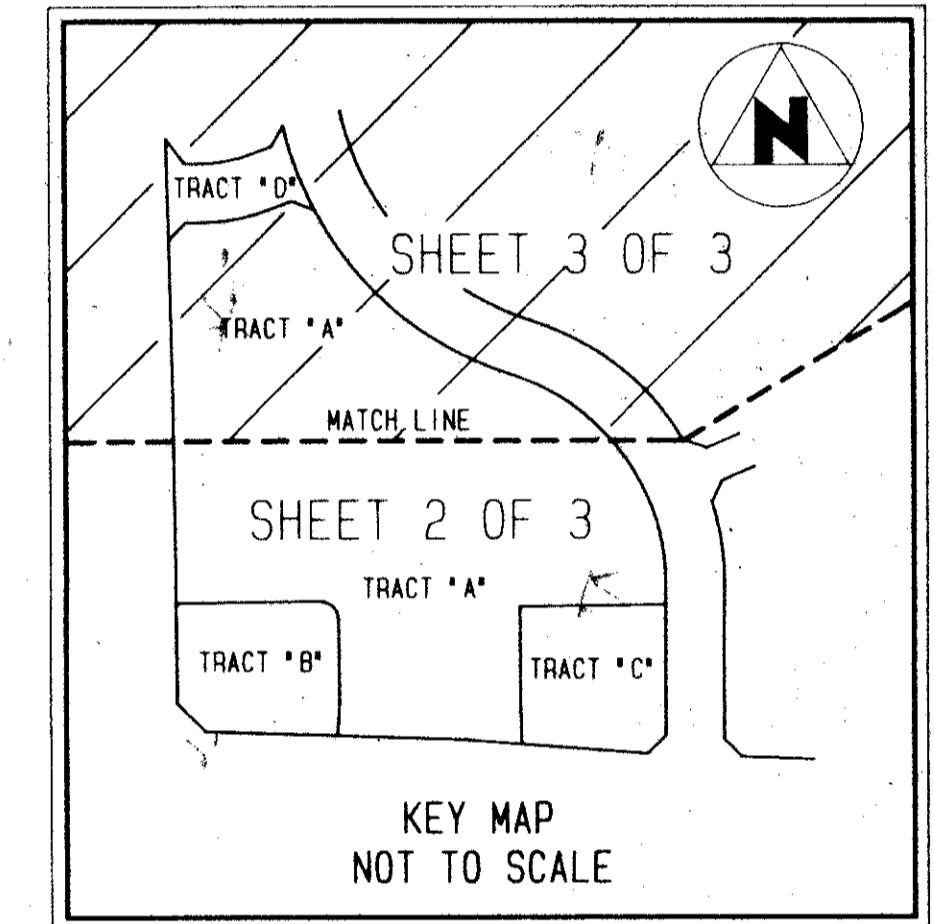 N
TRACT "D"
SHEET 3 OF 3
TRACT "A"
MATCH LINE
SHEET 2 OF 3
TRACT "A"
TRACT "B"
TRACT "C"
KEY MAP
NOT TO SCALE